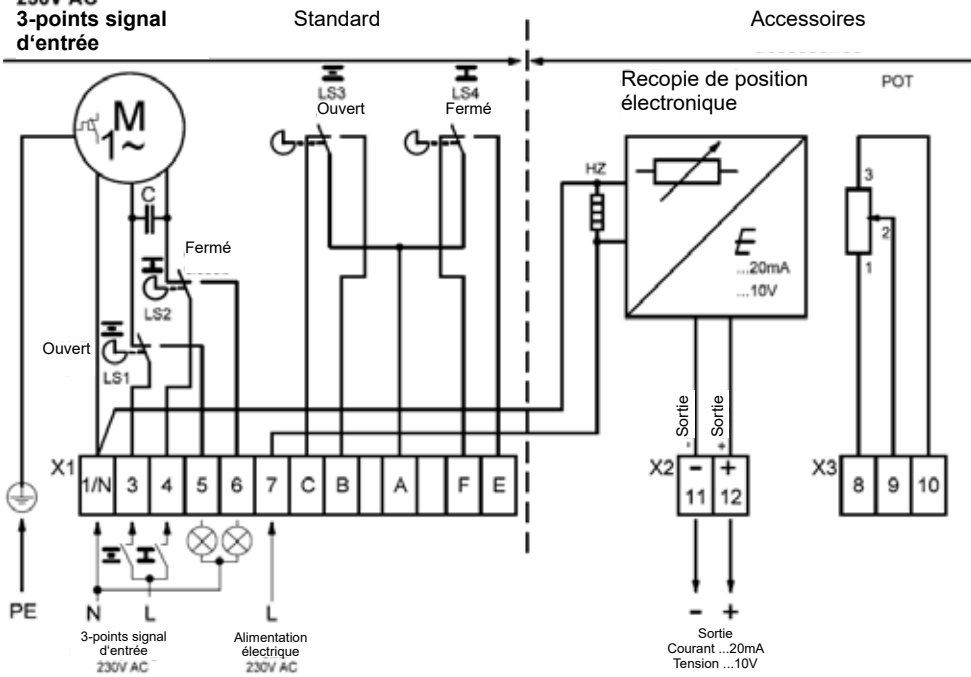 230V AC
3-points signal
d'entrée
Standard
Accessoires
LS3
Ouvert
LS4
Fermé
Recopie de position
électronique
POT
M
1~
C
HZ
3
2
1
E
...20mA
...10V
Fermé
LS2
Ouvert
LS1
Sortie
-
Sortie
+
X1
1/N
3
4
5
6
7
C
B
A
F
E
X2
-
11
+
12
X3
8
9
10
PE
N
L
L
- +
3-points signal
d'entrée
230V AC
Alimentation
électrique
230V AC
Sortie
Courant ...20mA
Tension ...10V